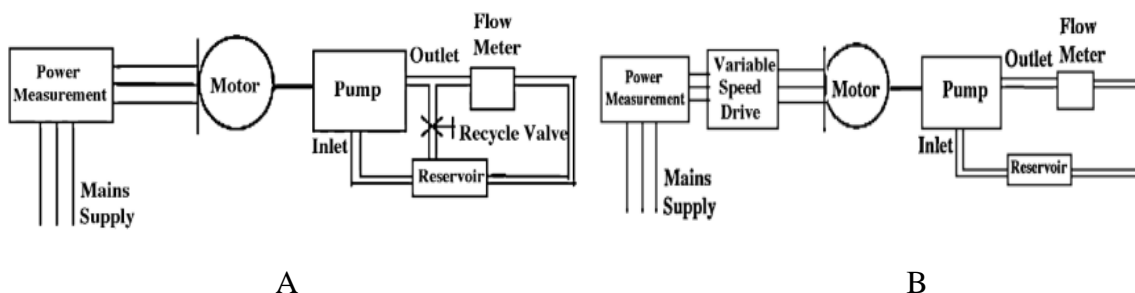 Power
Measurement
Mains
Supply
Motor
Pump
Outlet
Inlet
Flow
Meter
Recycle Valve
Reservoir
A
Power
Measurement
Mains
Supply
Variable
Speed
Drive
Motor
Pump
Outlet
Inlet
Flow
Meter
Reservoir
B